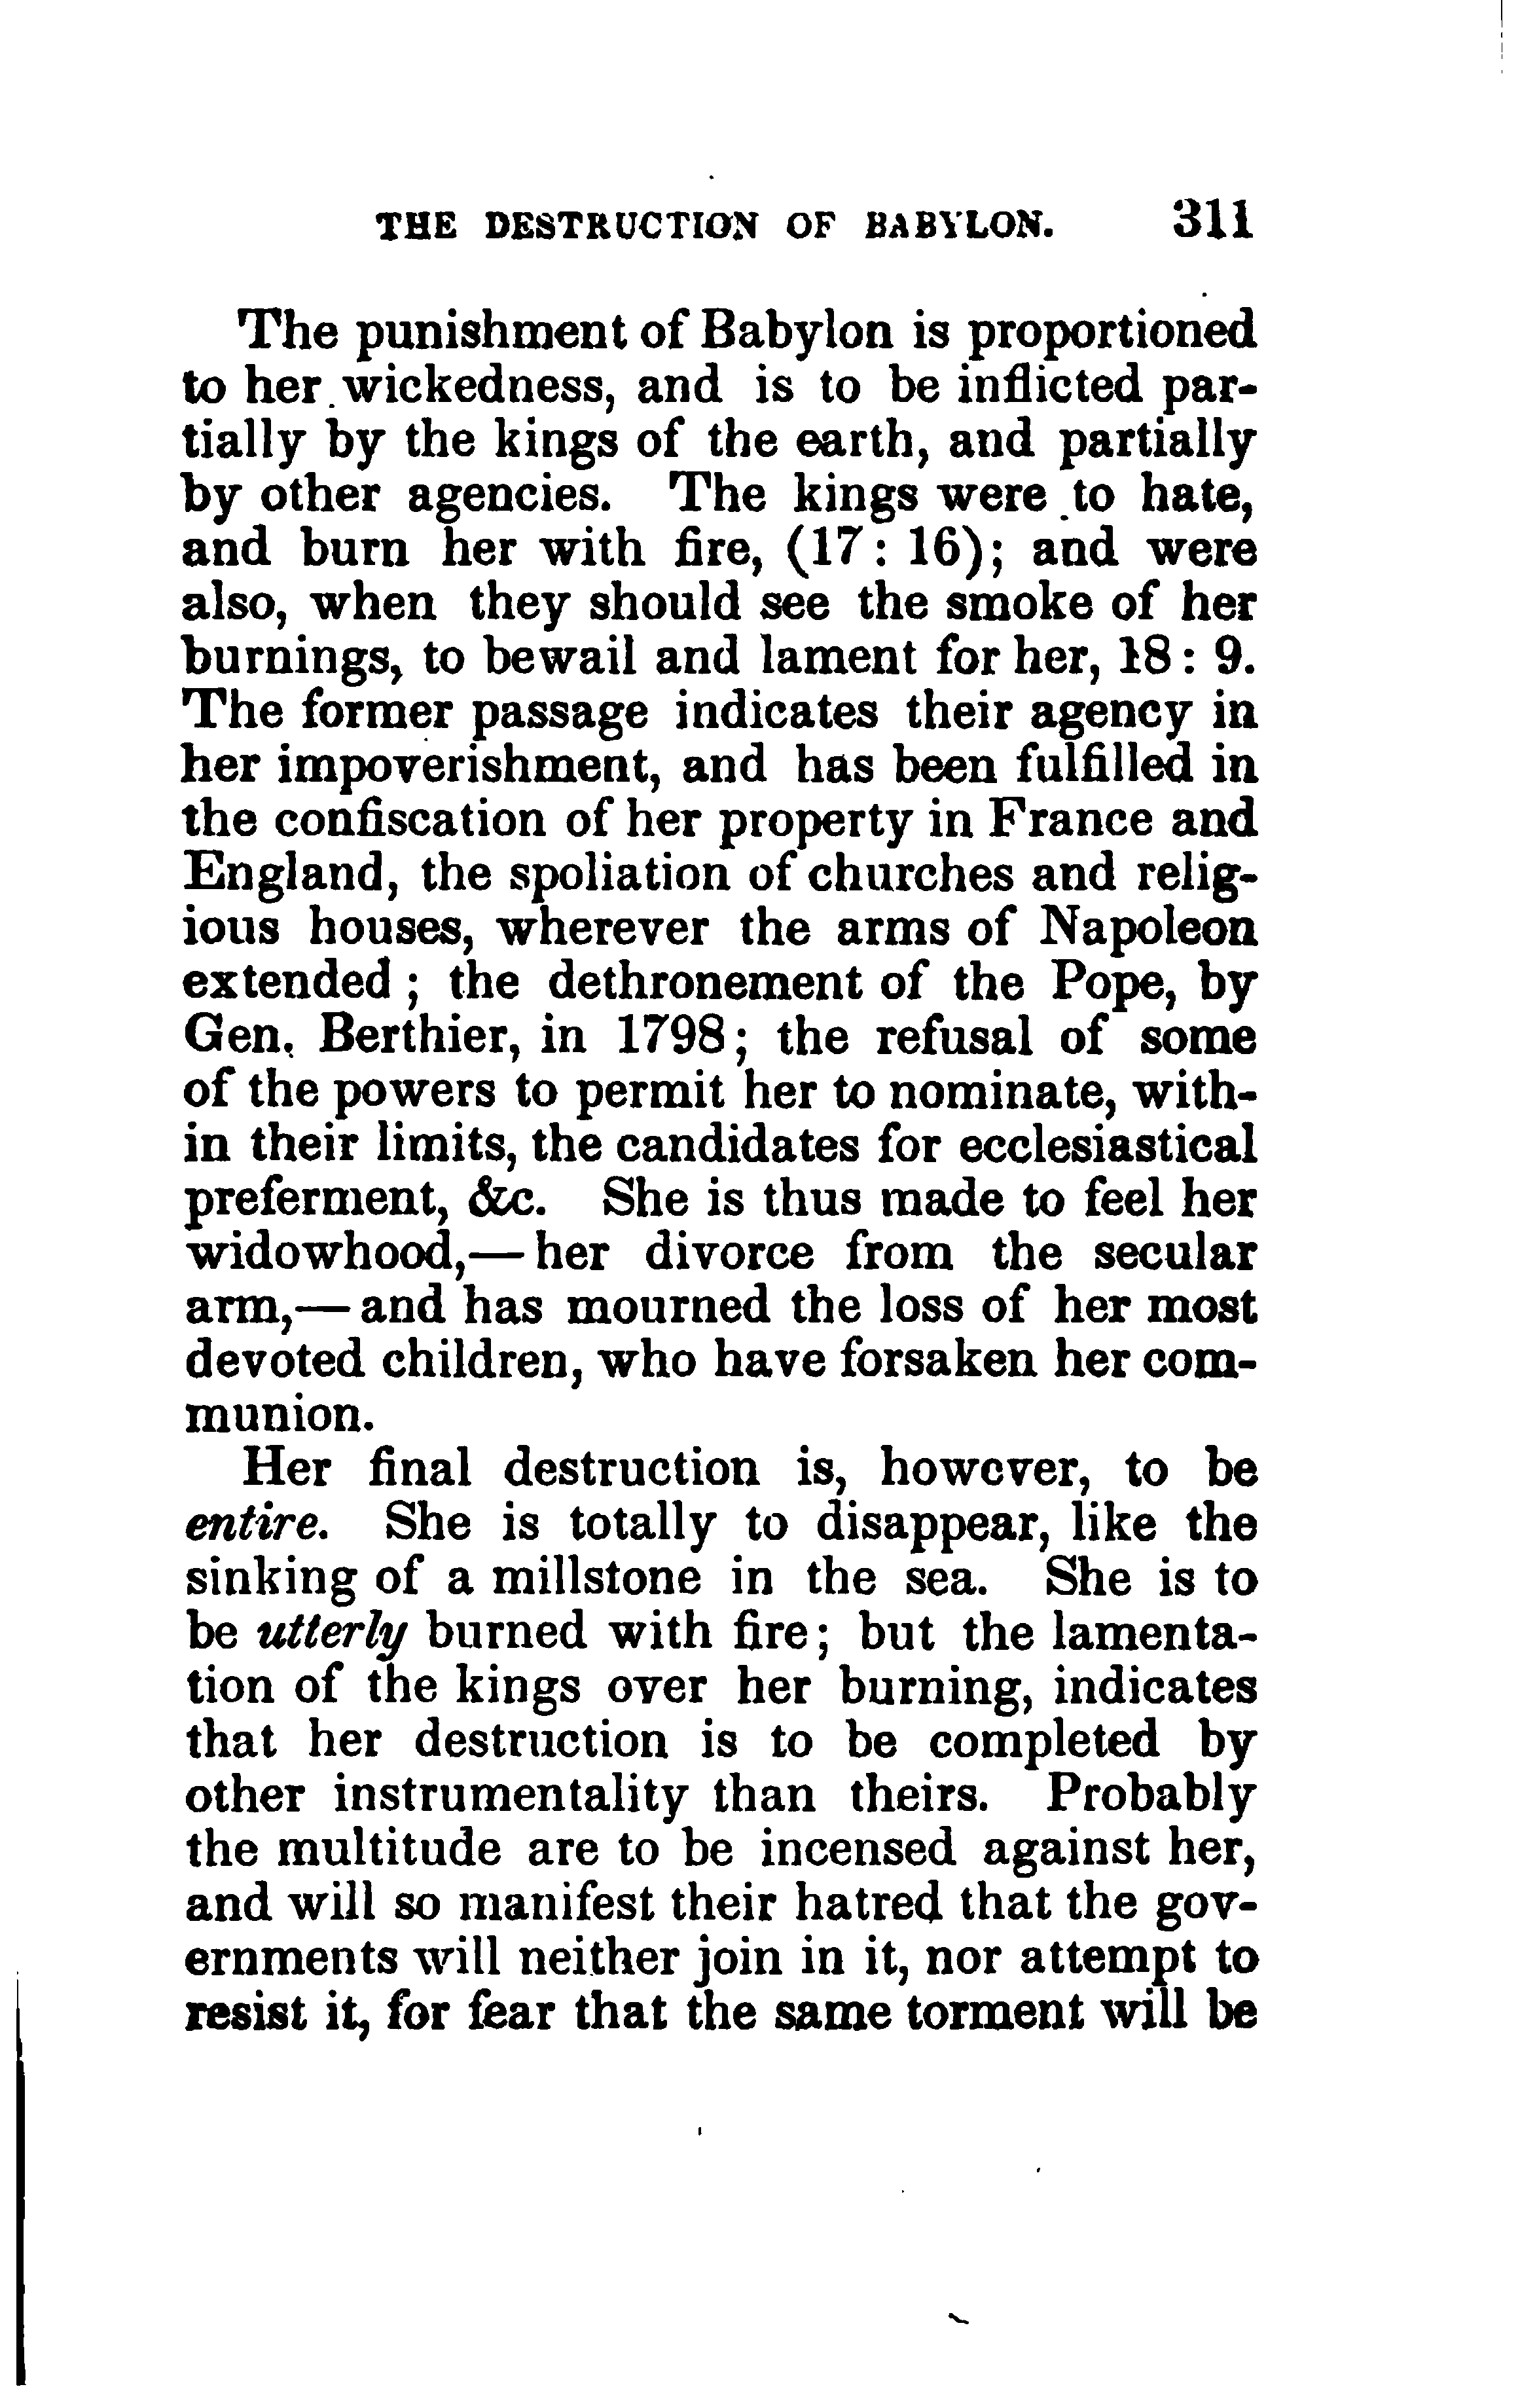 THE DESTRUCTION OF BABYLON. 311
The punishment of Babylon is proportioned
to her wickedness, and is to be inflicted par-
tially by the kings of the earth, and partially
by other agencies. The kings were to hate,
and burn her with fire, (17: 16); and were
also, when they should see the smoke of her
burnings, to bewail and lament for her, 18: 9.
The former passage indicates their agency in
her impoverishment, and has been fulfilled in
the confiscation of her property in France and
England, the spoliation of churches and relig-
ious houses, wherever the arms of Napoleon
extended; the dethronement of the Pope, by
Gen. Berthier, in 1798; the refusal of some
of the powers to permit her to nominate, with-
in their limits, the candidates for ecclesiastical
preferment, &c. She is thus made to feel her
widowhood,—her divorce from the secular
arm,—and has mourned the loss of her most
devoted children, who have forsaken her com-
munion.
Her final destruction is, however, to be
entire. She is totally to disappear, like the
sinking of a millstone in the sea. She is to
be utterly burned with fire; but the lamenta-
tion of the kings over her burning, indicates
that her destruction is to be completed by
other instrumentality than theirs. Probably
the multitude are to be incensed against her,
and will so manifest their hatred that the gov-
ernments will neither join in it, nor attempt to
resist it, for fear that the same torment will be